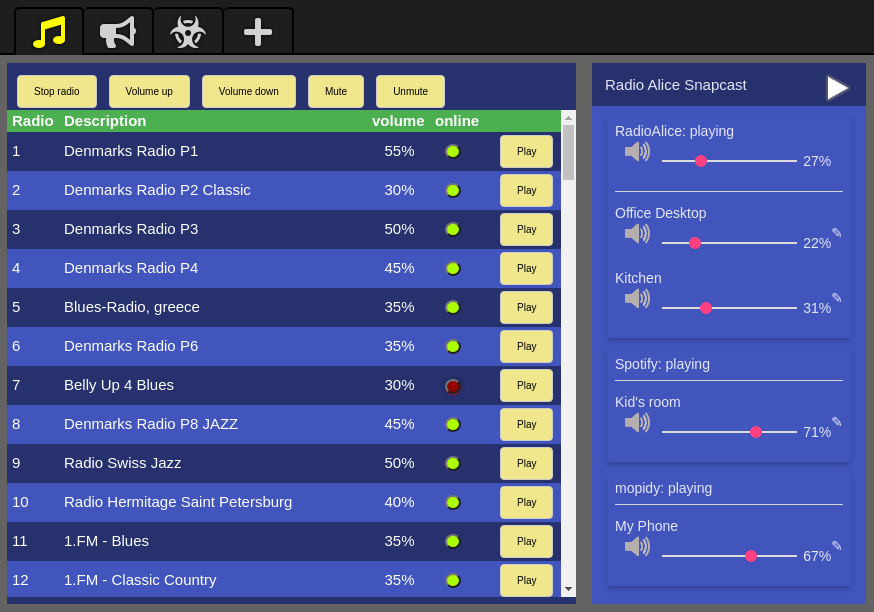 Stop radio Volume up Volume down Mute Unmute
Radio Description volume online
1 Denmarks Radio P1 55% Play
2 Denmarks Radio P2 Classic 30% Play
3 Denmarks Radio P3 50% Play
4 Denmarks Radio P4 45% Play
5 Blues-Radio, greece 35% Play
6 Denmarks Radio P6 35% Play
7 Belly Up 4 Blues 30% Play
8 Denmarks Radio P8 JAZZ 45% Play
9 Radio Swiss Jazz 50% Play
10 Radio Hermitage Saint Petersburg 40% Play
11 1.FM - Blues 35% Play
12 1.FM - Classic Country 35% Play
Radio Alice Snapcast
RadioAlice: playing
27%
Office Desktop
22%
Kitchen
31%
Spotify: playing
Kid's room
71%
mopidy: playing
My Phone
67%